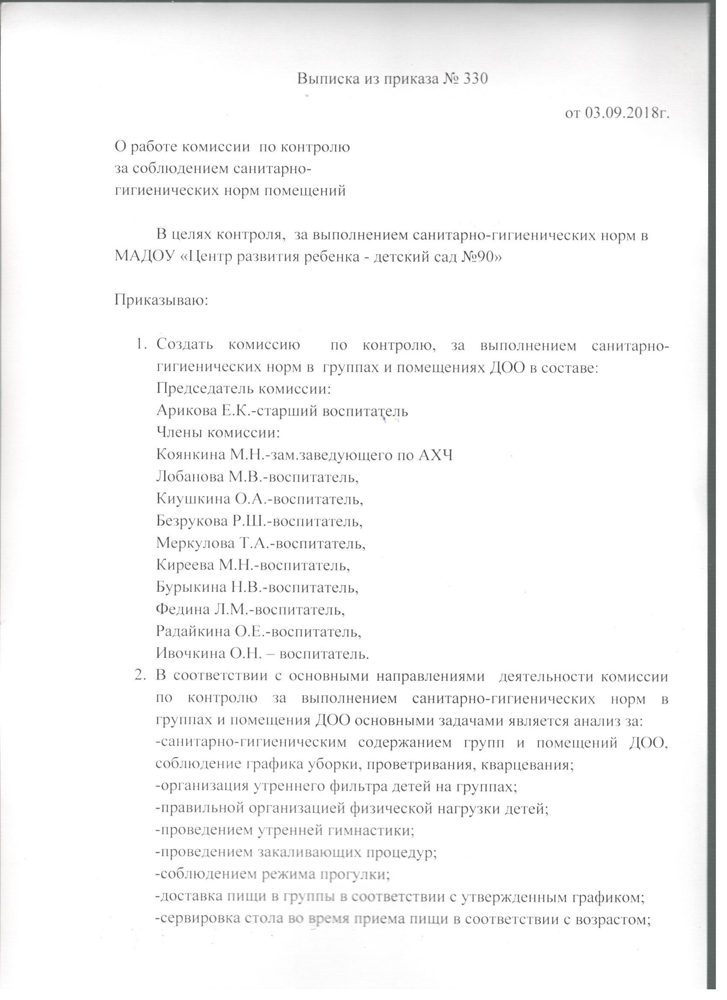 Выписка из приказа № 330
от 03.09.2018г.
О работе комиссии по контролю
за соблюдением санитарно-
гигиенических норм помещений
В целях контроля, за выполнением санитарно-гигиенических норм в
МАДОУ «Центр развития ребенка - детский сад №90»
Приказываю:
1. Создать комиссию по контролю, за выполнением санитарно-
гигиенических норм в группах и помещениях ДОО в составе:
Председатель комиссии:
Арикова Е.К.-старший воспитатель
Члены комиссии:
Коянкина М.Н.-зам.заведующего по АХЧ
Лобанова М.В.-воспитатель,
Киушкина О.А.-воспитатель,
Безрукова Р.Ш.-воспитатель,
Меркулова Т.А.-воспитатель,
Киреева М.Н.-воспитатель,
Бурыкина Н.В.-воспитатель,
Федина Л.М.-воспитатель,
Радайкина О.Е.-воспитатель,
Ивочкина О.Н. – воспитатель.
2. В соответствии с основными направлениями деятельности комиссии
по контролю за выполнением санитарно-гигиенических норм в
группах и помещения ДОО основными задачами является анализ за:
-санитарно-гигиеническим содержанием групп и помещений ДОО,
соблюдение графика уборки, проветривания, кварцевания;
-организация утреннего фильтра детей на группах;
-правильной организацией физической нагрузки детей;
-проведением утренней гимнастики;
-проведением закаливающих процедур;
-соблюдением режима прогулки;
-доставка пищи в группы в соответствии с утвержденным графиком;
-сервировка стола во время приема пищи в соответствии с возрастом;